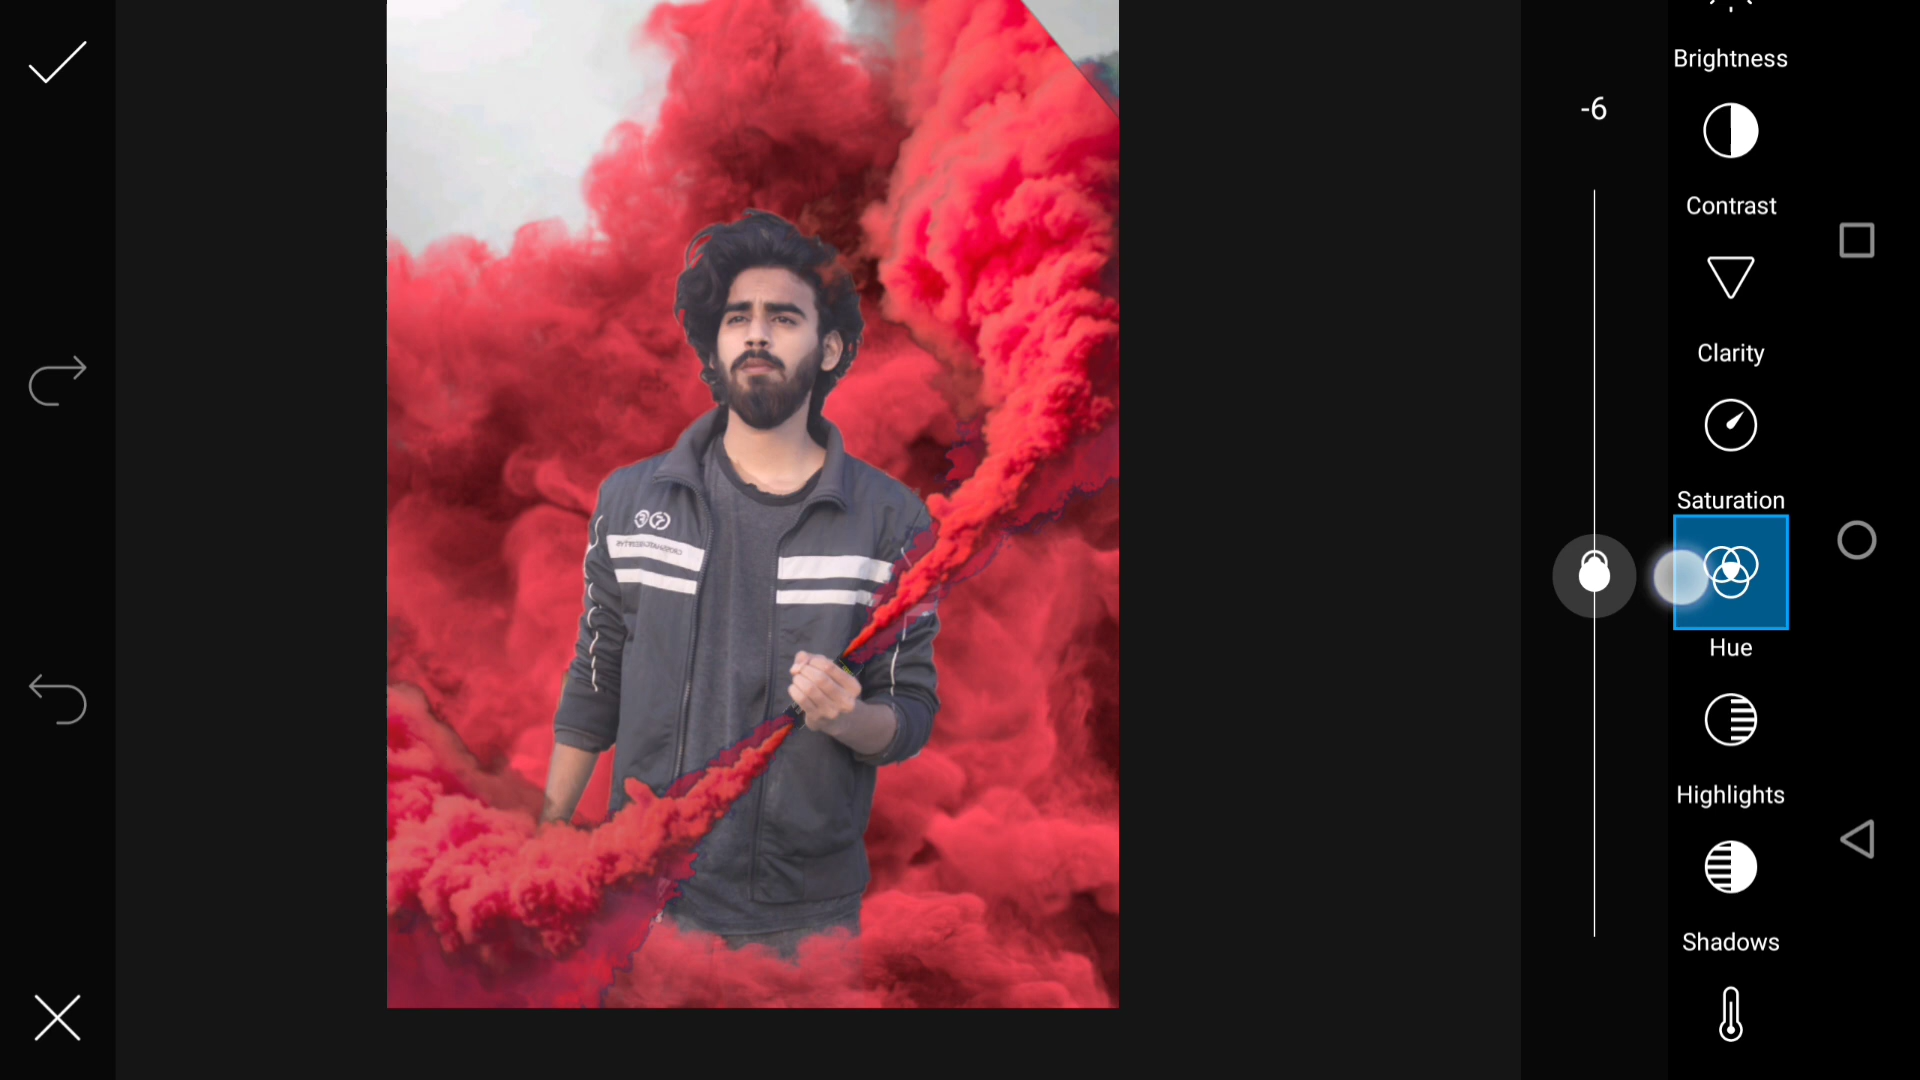 Brightness
-6
Contrast
Clarity
Saturation
Hue
Highlights
Shadows